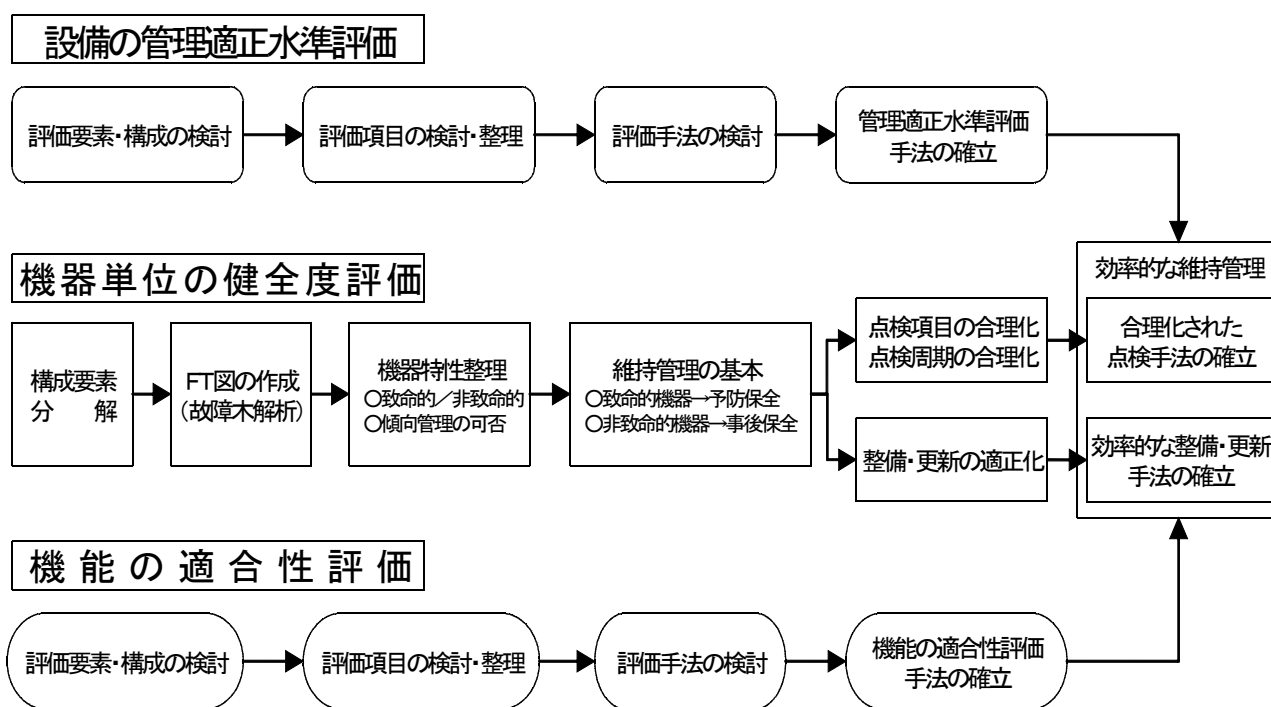 設備の管理適正水準評価
評価要素・構成の検討
評価項目の検討・整理
評価手法の検討
管理適正水準評価
手法の確立
機器単位の健全度評価
構成要素
分　解
FT図の作成
（故障木解析）
機器特性整理
○致命的／非致命的
○傾向管理の可否
維持管理の基本
○致命的機器→予防保全
○非致命的機器→事後保全
点検項目の合理化
点検周期の合理化
整備・更新の適正化
効率的な維持管理
合理化された
点検手法の確立
効率的な整備・更新
手法の確立
機能の適合性評価
評価要素・構成の検討
評価項目の検討・整理
評価手法の検討
機能の適合性評価
手法の確立